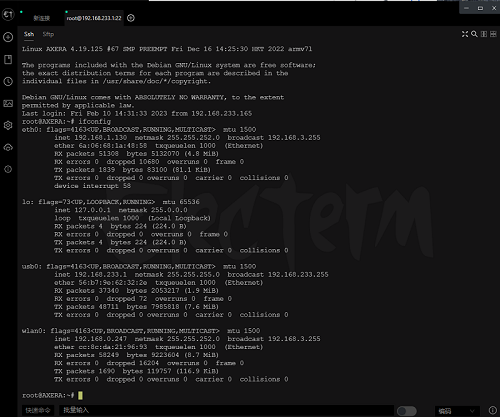 新连接
root@192.168.233.1:22
Ssh
Sftp
Linux AXERA 4.19.125 #67 SMP PREEMPT Fri Dec 16 14:25:30 HKT 2022 armv7l
The programs included with the Debian GNU/Linux system are free software;
the exact distribution terms for each program are described in the
individual files in /usr/share/doc/*/copyright.
Debian GNU/Linux comes with ABSOLUTELY NO WARRANTY, to the extent
permitted by applicable law.
Last login: Fri Feb 10 14:31:33 2023 from 192.168.233.165
root@AXERA:~# ifconfig
eth0: flags=4163<UP,BROADCAST,RUNNING,MULTICAST>  mtu 1500
inet 192.168.1.130  netmask 255.255.252.0  broadcast 192.168.3.255
ether 6a:06:68:1a:48:58  txqueuelen 1000  (Ethernet)
RX packets 51308  bytes 5132070 (4.8 MiB)
RX errors 0  dropped 10680  overruns 0  frame 0
TX packets 1839  bytes 83100 (81.1 KiB)
TX errors 0  dropped 0 overruns 0  carrier 0  collisions 0
device interrupt 58
lo: flags=73<UP,LOOPBACK,RUNNING>  mtu 65536
inet 127.0.0.1  netmask 255.0.0.0
loop  txqueuelen 1000  (Local Loopback)
RX packets 4  bytes 224 (224.0 B)
RX errors 0  dropped 0  overruns 0  frame 0
TX packets 4  bytes 224 (224.0 B)
TX errors 0  dropped 0 overruns 0  carrier 0  collisions 0
usb0: flags=4163<UP,BROADCAST,RUNNING,MULTICAST>  mtu 1500
inet 192.168.233.1  netmask 255.255.255.0  broadcast 192.168.233.255
ether 56:b7:9e:62:32:2e  txqueuelen 1000  (Ethernet)
RX packets 37340  bytes 2053217 (1.9 MiB)
RX errors 0  dropped 72  overruns 0  frame 0
TX packets 48711  bytes 7985818 (7.6 MiB)
TX errors 0  dropped 0 overruns 0  carrier 0  collisions 0
wlan0: flags=4163<UP,BROADCAST,RUNNING,MULTICAST>  mtu 1500
inet 192.168.0.247  netmask 255.255.252.0  broadcast 192.168.3.255
ether cc:8c:da:21:96:93  txqueuelen 1000  (Ethernet)
RX packets 58249  bytes 9223604 (8.7 MiB)
RX errors 0  dropped 16204  overruns 0  frame 0
TX packets 1690  bytes 119757 (116.9 KiB)
TX errors 0  dropped 0 overruns 0  carrier 0  collisions 0
root@AXERA:~#
快速命令
批量输入
编码